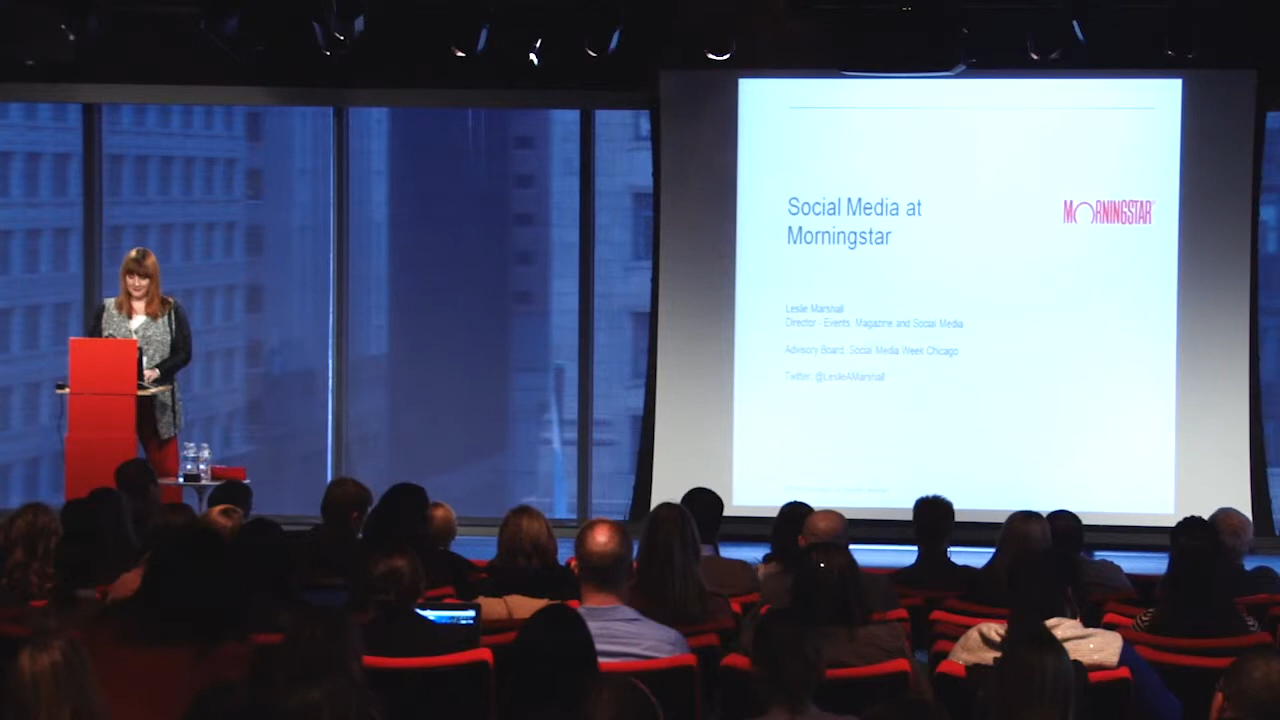 Social Media at
Morningstar
MORNINGSTAR
Leslie Marshall
Director - Events, Magazine and Social Media
Advisory Board, Social Media Week Chicago
Twitter: @LeslieAMarshall